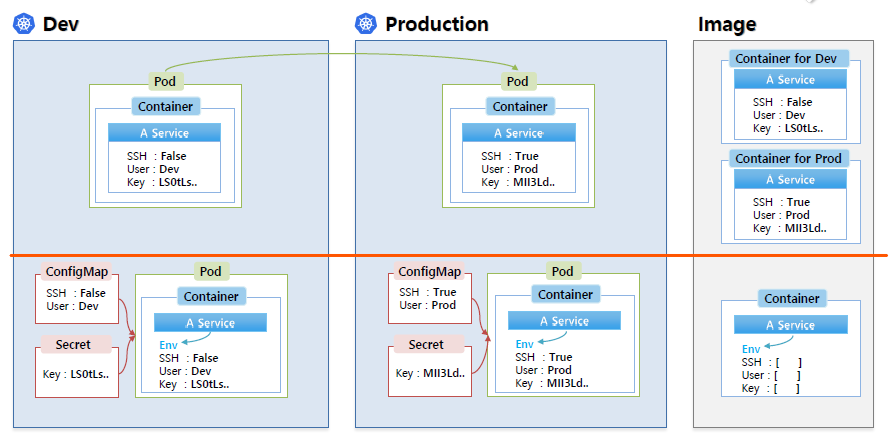 Dev
Production
Image
Pod
Container
A Service
SSH : False
User : Dev
Key : LS0tLs..
Pod
Container
A Service
SSH : True
User : Prod
Key : MII3Ld..
Container for Dev
A Service
SSH : False
User : Dev
Key : LS0tLs..
Container for Prod
A Service
SSH : True
User : Prod
Key : MII3Ld..
ConfigMap
SSH : False
User : Dev
Secret
Key : LS0tLs..
Pod
Container
A Service
Env
SSH : False
User : Dev
Key : LS0tLs..
ConfigMap
SSH : True
User : Prod
Secret
Key : MII3Ld..
Pod
Container
A Service
Env
SSH : True
User : Prod
Key : MII3Ld..
Container
A Service
Env
SSH : [ ]
User : [ ]
Key : [ ]